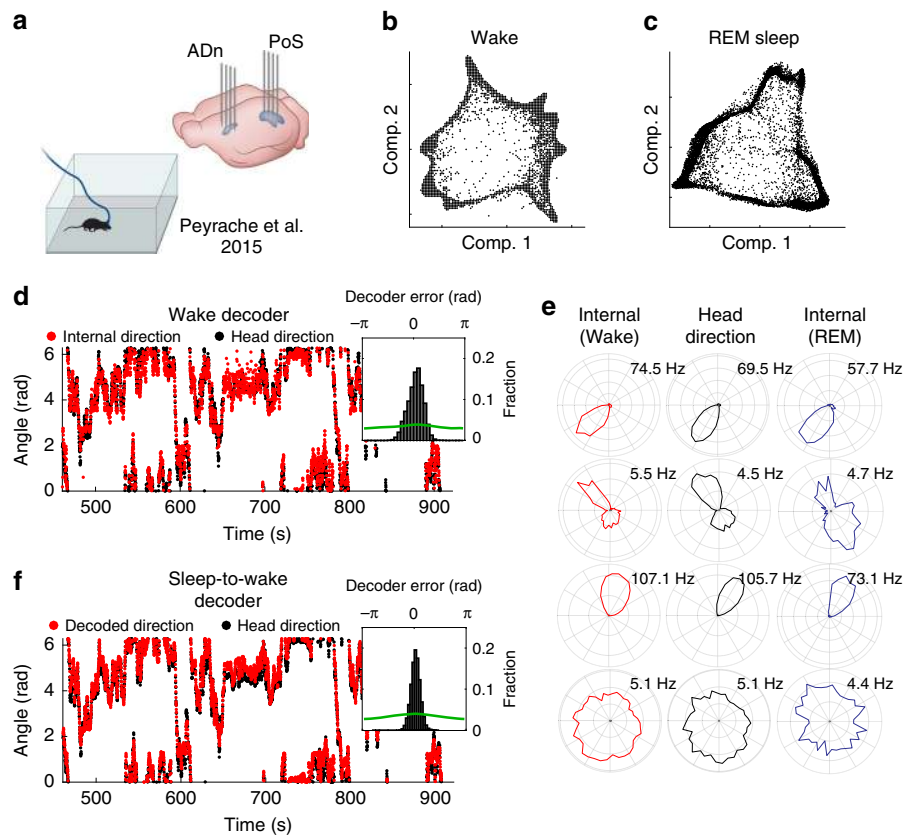 a
ADn
PoS
Peyrache et al.
2015
b
Wake
Comp. 2
Comp. 1
c
REM sleep
Comp. 2
Comp. 1
d
Wake decoder
Internal direction
Head direction
Angle (rad)
6
4
2
0
500
600
700
800
900
Time (s)
Decoder error (rad)
−π
0
π
0.2
0.1
0
Fraction
e
Internal
(Wake)
Head
direction
Internal
(REM)
74.5 Hz
69.5 Hz
57.7 Hz
5.5 Hz
4.5 Hz
4.7 Hz
107.1 Hz
105.7 Hz
73.1 Hz
5.1 Hz
5.1 Hz
4.4 Hz
f
Sleep-to-wake
decoder
Decoded direction
Head direction
Angle (rad)
6
4
2
0
500
600
700
800
900
Time (s)
Decoder error (rad)
−π
0
π
0.2
0.1
0
Fraction